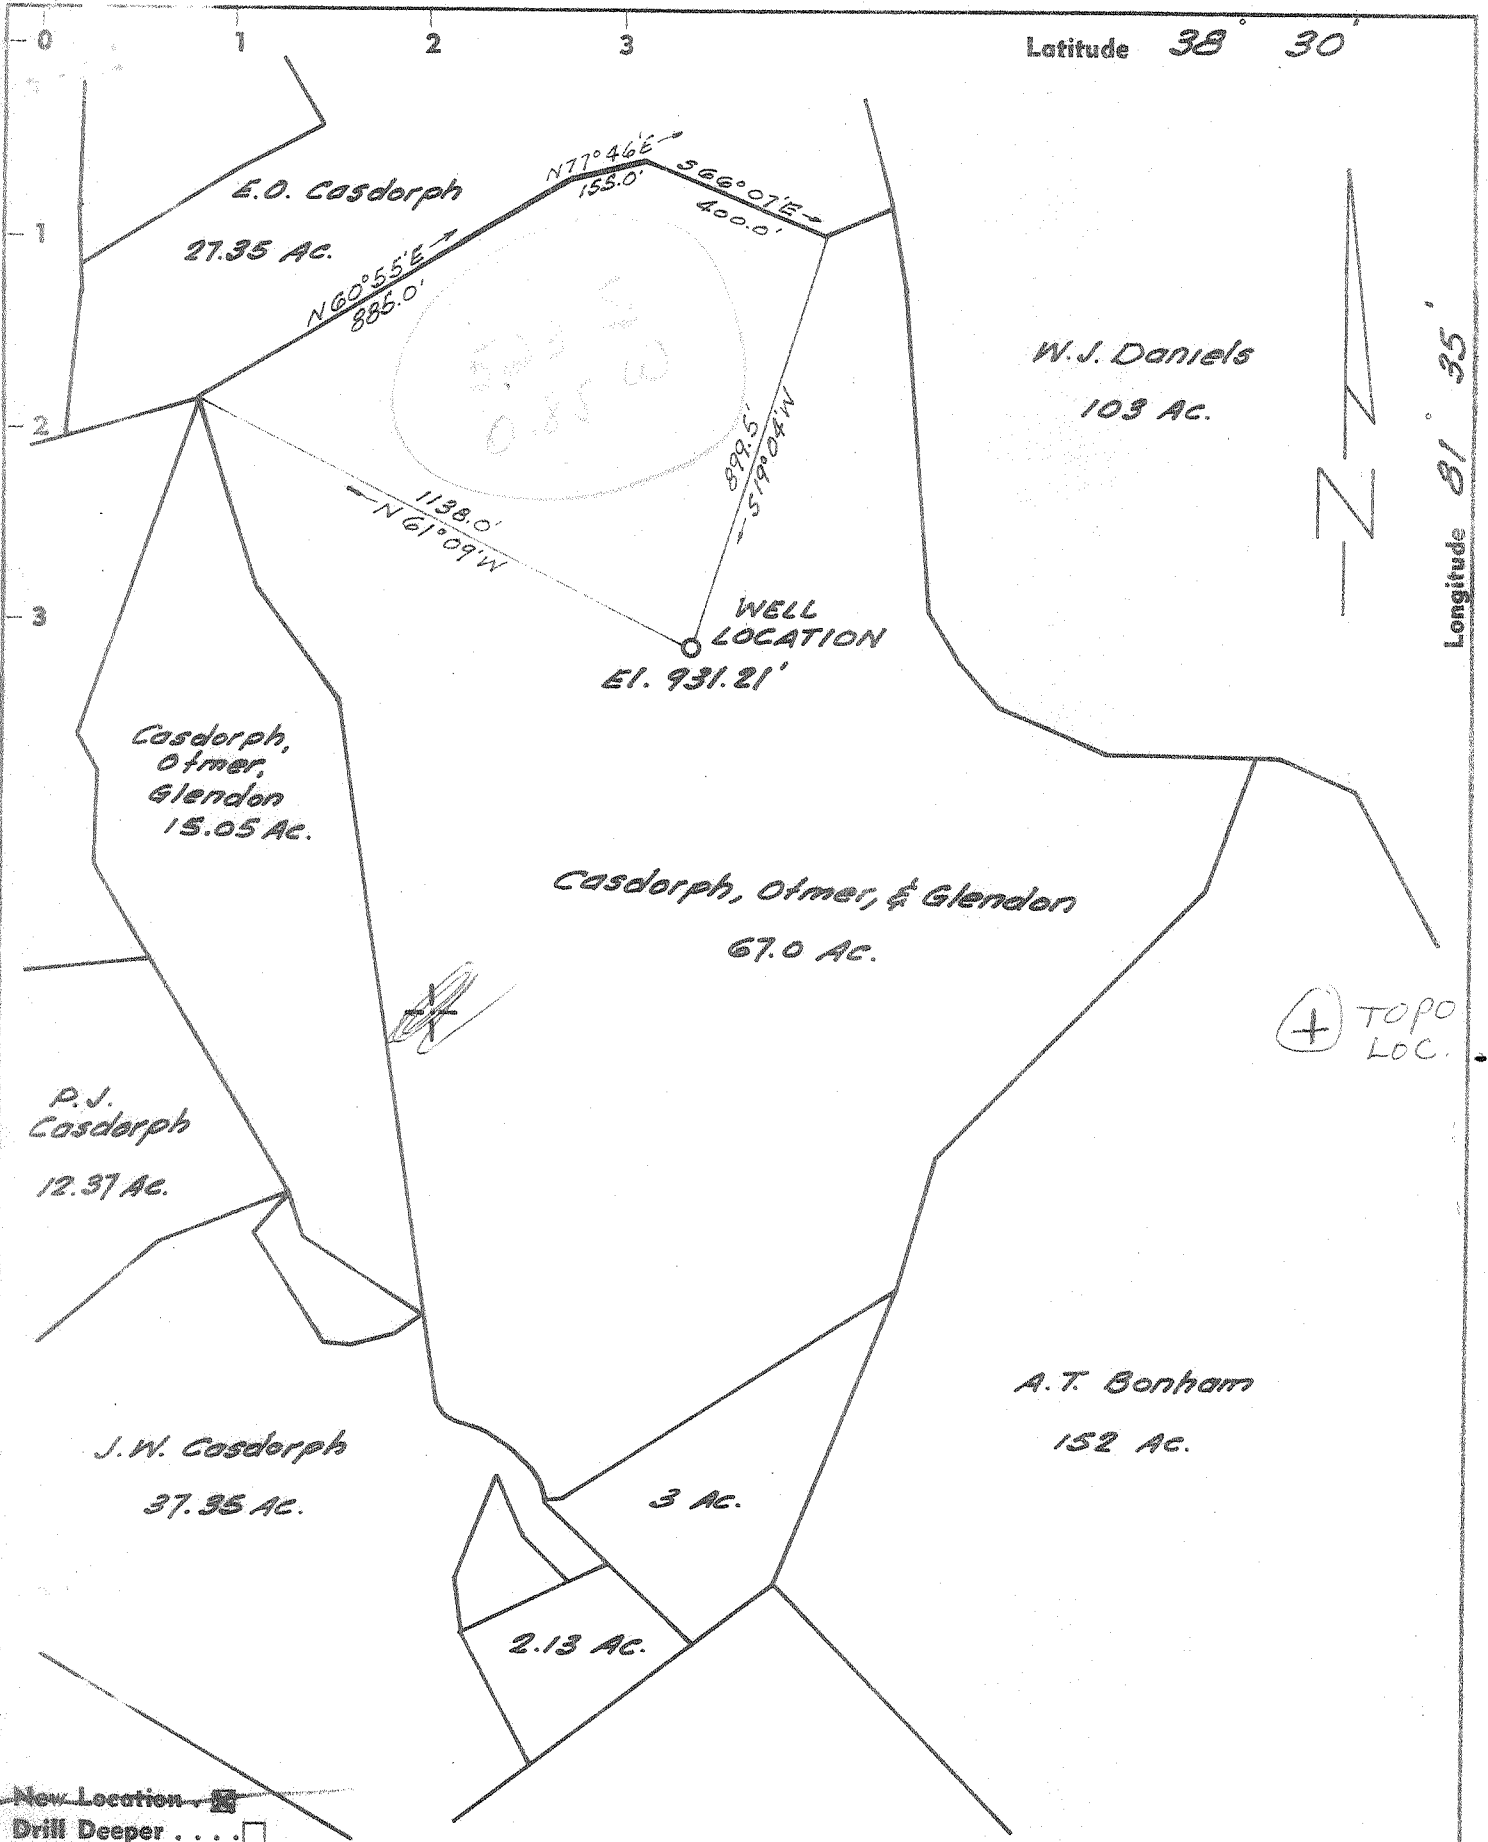 0 1 2 3
Latitude 38° 30'
N77°46'E
155.0'
S66°07'E
400.0'
E.O. Casdorph
27.35 Ac.
1
N60°55'E
885.0'
W.J. Daniels
103 Ac.
Longitude 81° 35'
N
2
0.85 W
899.5'
S19°04'W
1138.0'
N61°09'W
3
WELL
LOCATION
El. 931.21'
Casdorph,
Otmer,
Glendon
15.05 Ac.
Casdorph, Otmer, & Glendon
67.0 Ac.
TOPO
LOC.
P.J.
Casdorph
12.37 Ac.
A.T. Bonham
152 Ac.
J.W. Casdorph
37.35 Ac.
3 Ac.
2.13 Ac.
New Location . ☒
Drill Deeper . . . . ☐